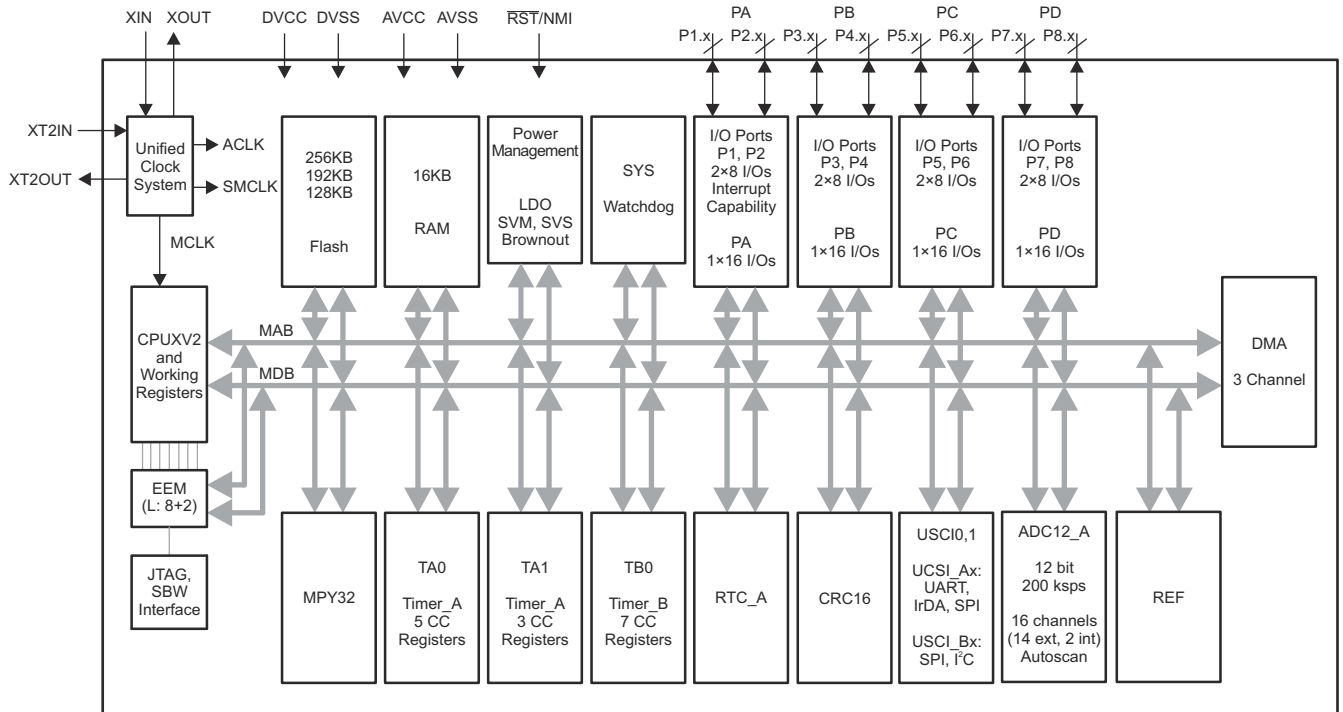 XIN XOUT DVCC DVSS AVCC AVSS RST/NMI PA PB PC PD
P1.x P2.x P3.x P4.x P5.x P6.x P7.x P8.x
XT2IN
XT2OUT
Unified
Clock
System
ACLK
SMCLK
MCLK
256KB
192KB
128KB
Flash
16KB
RAM
Power
Management
LDO
SVM, SVS
Brownout
SYS
Watchdog
I/O Ports
P1, P2
2×8 I/Os
Interrupt
Capability
PA
1×16 I/Os
I/O Ports
P3, P4
2×8 I/Os
PB
1×16 I/Os
I/O Ports
P5, P6
2×8 I/Os
PC
1×16 I/Os
I/O Ports
P7, P8
2×8 I/Os
PD
1×16 I/Os
CPUXV2
and
Working
Registers
MAB
MDB
DMA
3 Channel
EEM
(L: 8+2)
JTAG,
SBW
Interface
MPY32
TA0
Timer_A
5 CC
Registers
TA1
Timer_A
3 CC
Registers
TB0
Timer_B
7 CC
Registers
RTC_A
CRC16
USCI0,1
UCSI_Ax:
UART,
IrDA, SPI
USCI_Bx:
SPI, I²C
ADC12_A
12 bit
200 ksps
16 channels
(14 ext, 2 int)
Autoscan
REF